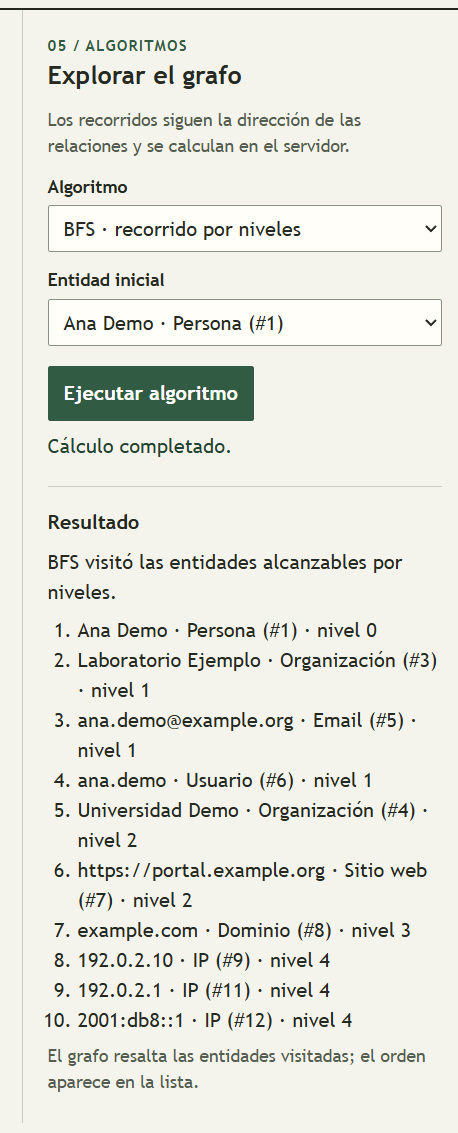 05 / ALGORITMOS
Explorar el grafo
Los recorridos siguen la dirección de las
relaciones y se calculan en el servidor.
Algoritmo
BFS · recorrido por niveles
Entidad inicial
Ana Demo · Persona (#1)
Ejecutar algoritmo
Cálculo completado.
Resultado
BFS visitó las entidades alcanzables por
niveles.
1. Ana Demo · Persona (#1) · nivel 0
2. Laboratorio Ejemplo · Organización (#3)
· nivel 1
3. ana.demo@example.org · Email (#5) ·
nivel 1
4. ana.demo · Usuario (#6) · nivel 1
5. Universidad Demo · Organización (#4) ·
nivel 2
6. https://portal.example.org · Sitio web
(#7) · nivel 2
7. example.com · Dominio (#8) · nivel 3
8. 192.0.2.10 · IP (#9) · nivel 4
9. 192.0.2.1 · IP (#11) · nivel 4
10. 2001:db8::1 · IP (#12) · nivel 4
El grafo resalta las entidades visitadas; el orden
aparece en la lista.